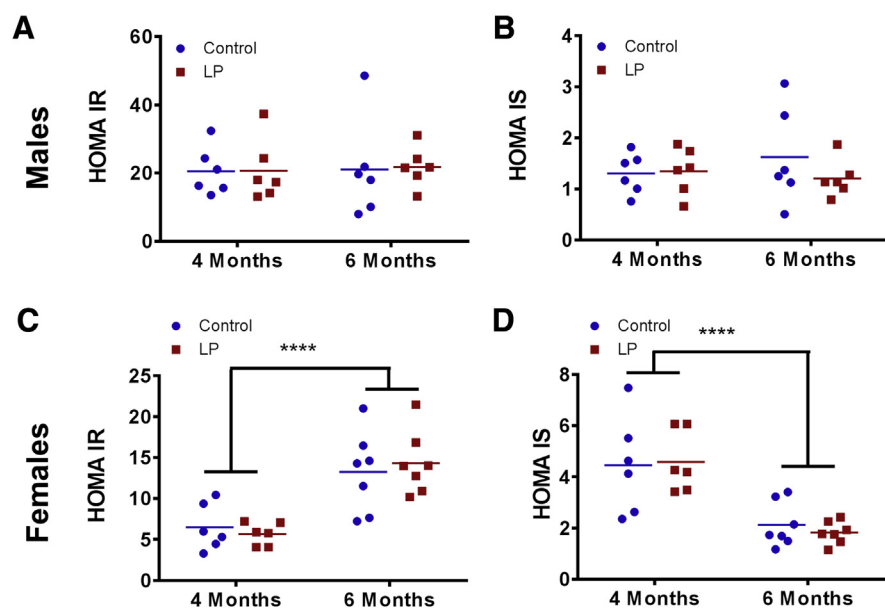 A
Males
HOMA IR
60
40
20
0
Control
LP
4 Months
6 Months
B
HOMA IS
4
3
2
1
0
Control
LP
4 Months
6 Months
C
Females
HOMA IR
25
20
15
10
5
0
Control
LP
****
4 Months
6 Months
D
HOMA IS
8
6
4
2
0
Control
LP
****
4 Months
6 Months